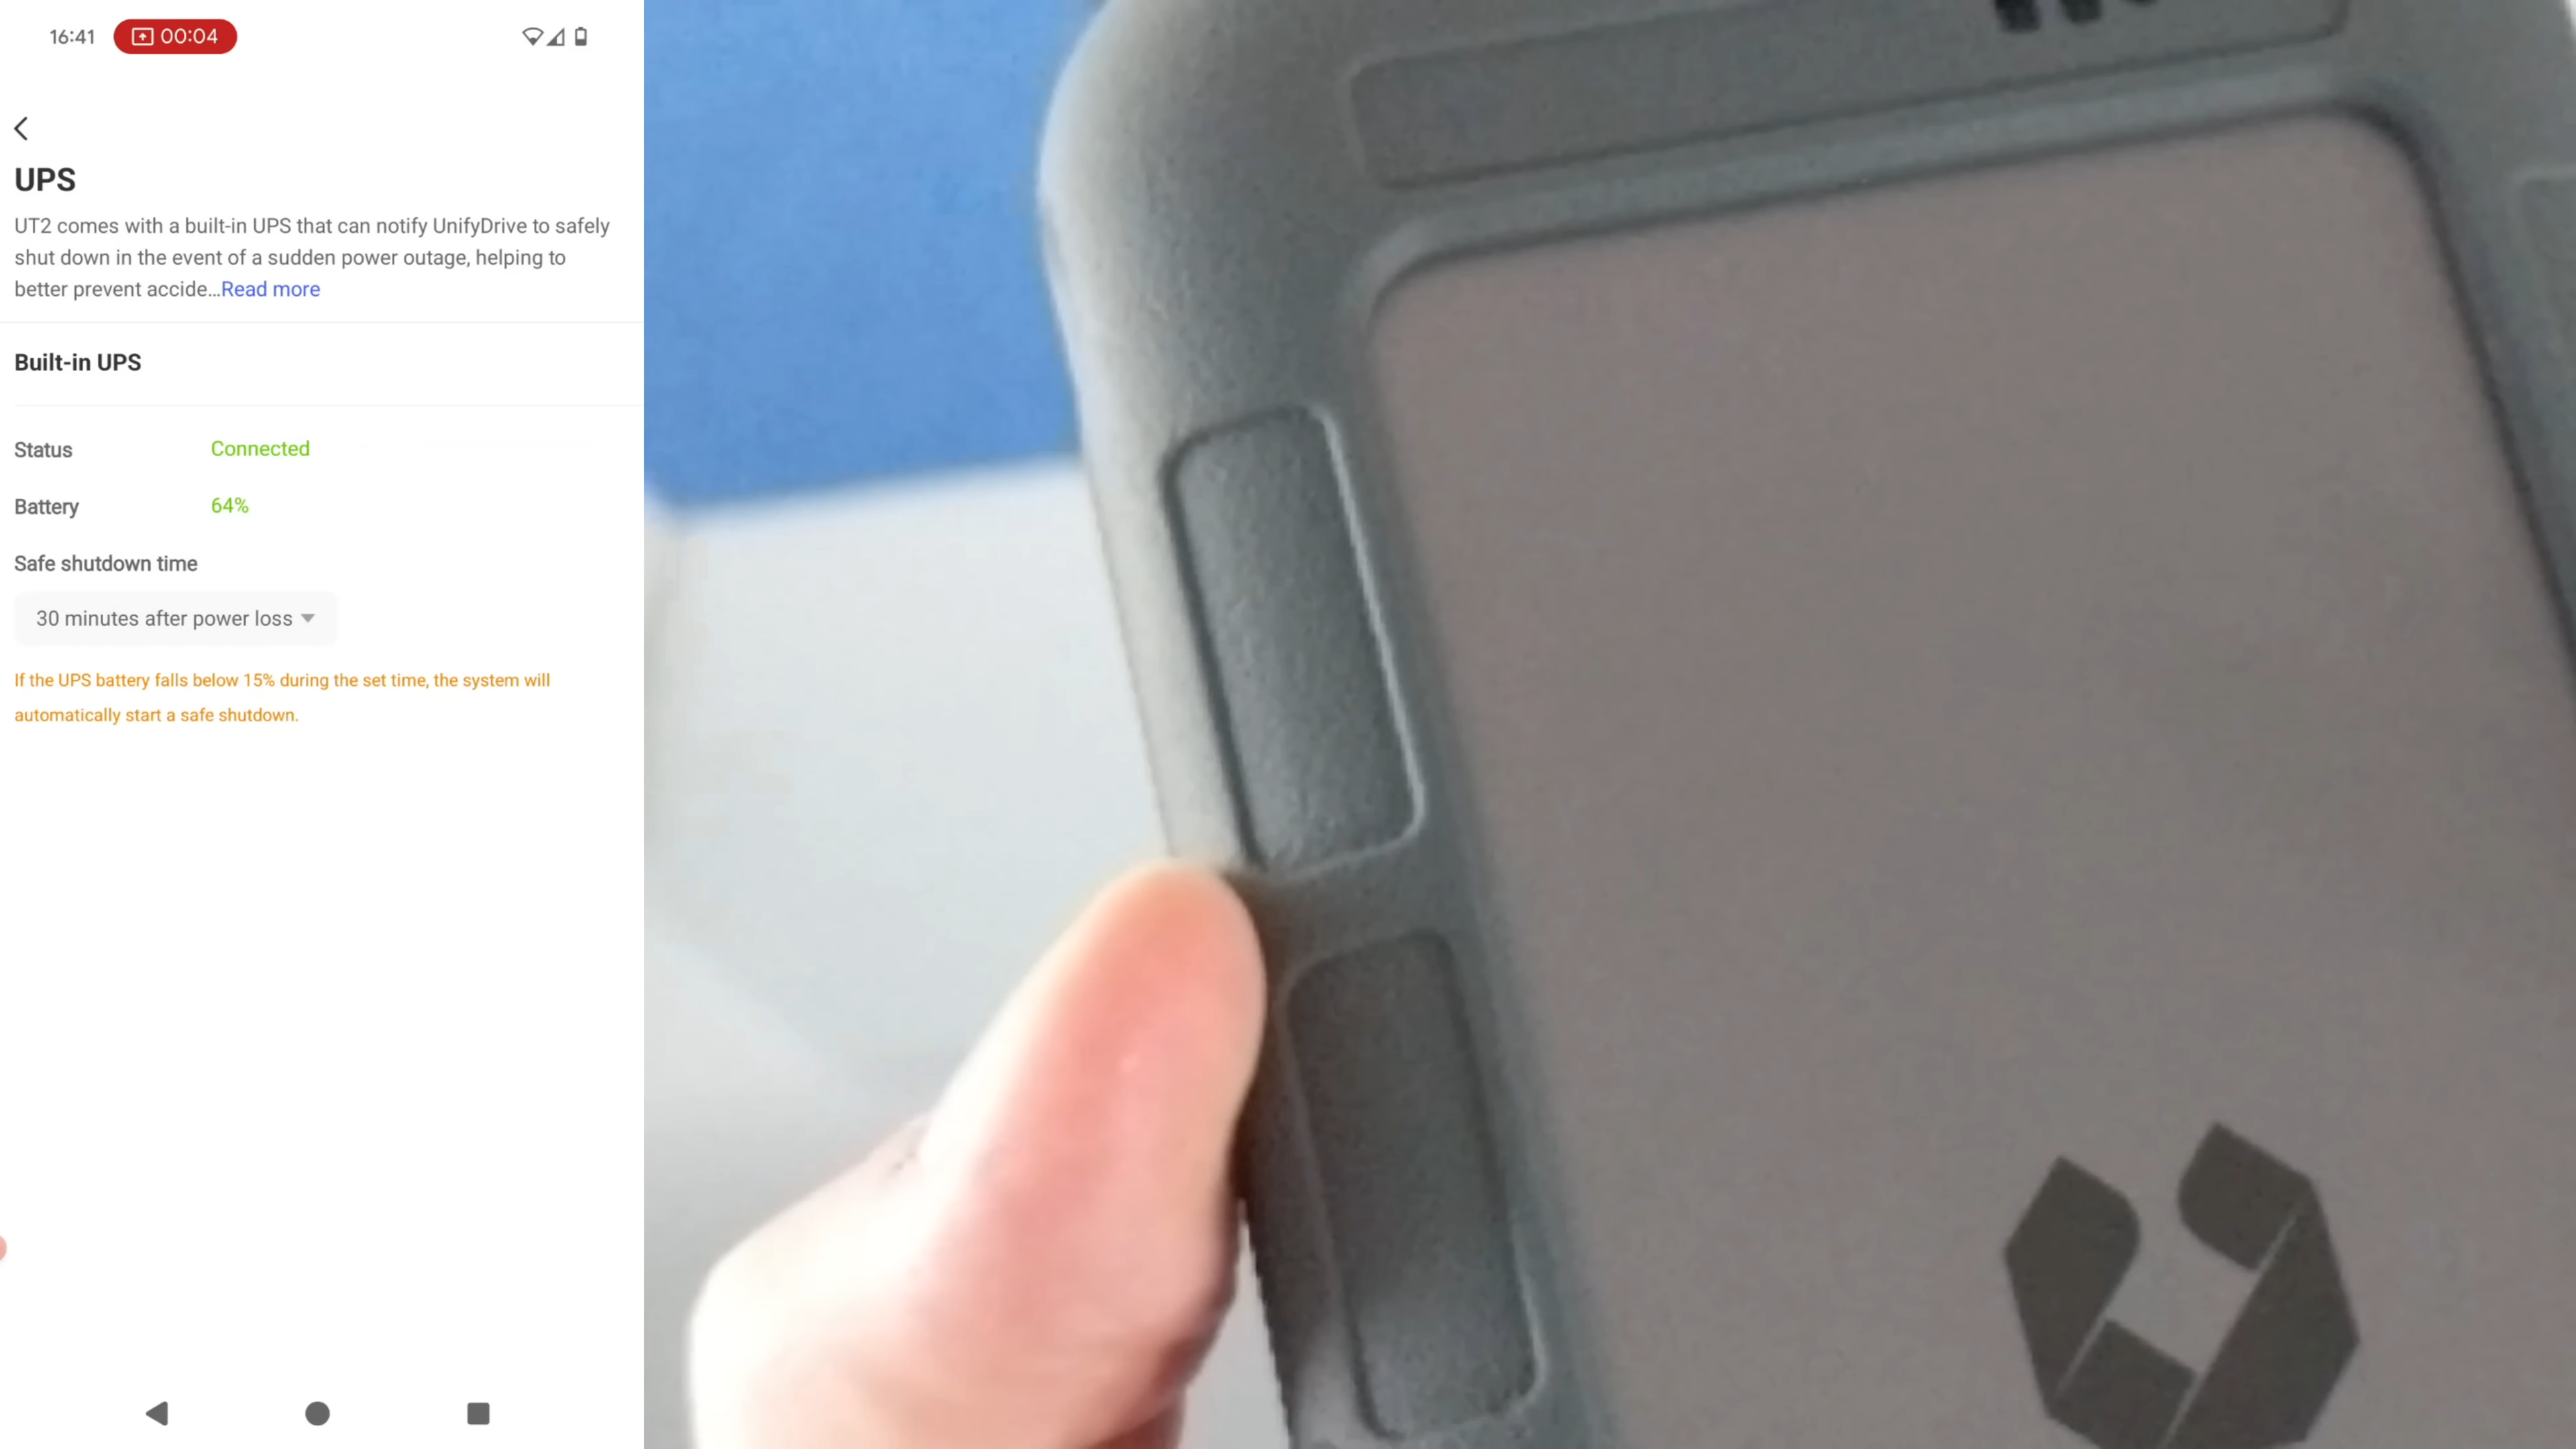 16:41 00:04
UPS
UT2 comes with a built-in UPS that can notify UnifyDrive to safely
shut down in the event of a sudden power outage, helping to
better prevent accide...Read more
Built-in UPS
Status Connected
Battery 64%
Safe shutdown time
30 minutes after power loss
If the UPS battery falls below 15% during the set time, the system will
automatically start a safe shutdown.